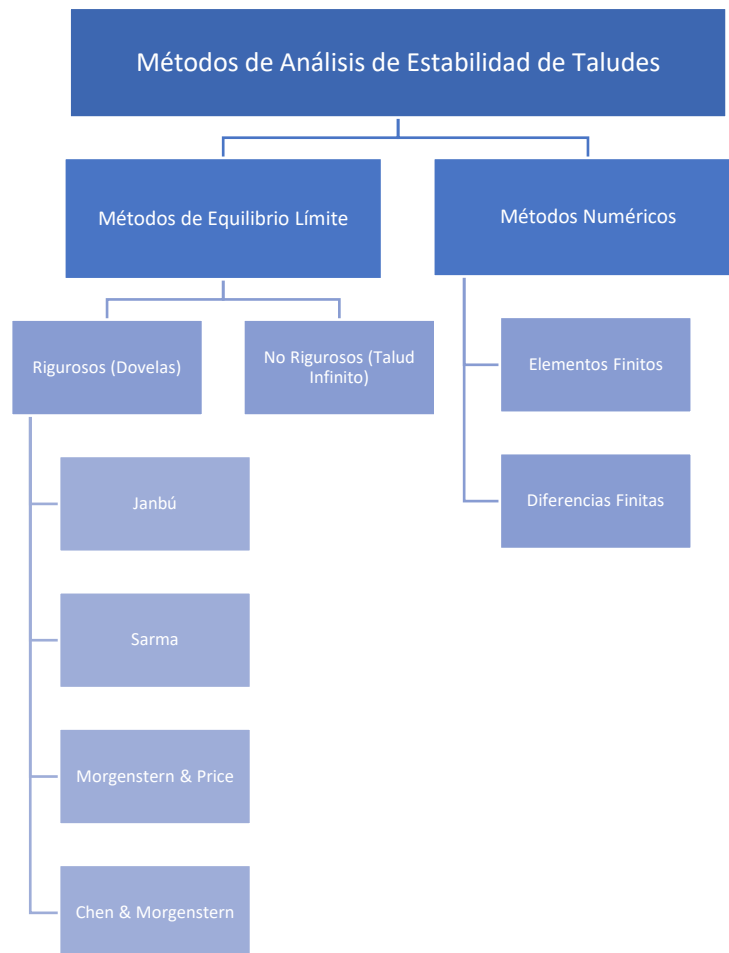 Métodos de Análisis de Estabilidad de Taludes
Métodos de Equilibrio Límite
Métodos Numéricos
Rigurosos (Dovelas)
No Rigurosos (Talud
Infinito)
Elementos Finitos
Janbú
Diferencias Finitas
Sarma
Morgenstern & Price
Chen & Morgenstern